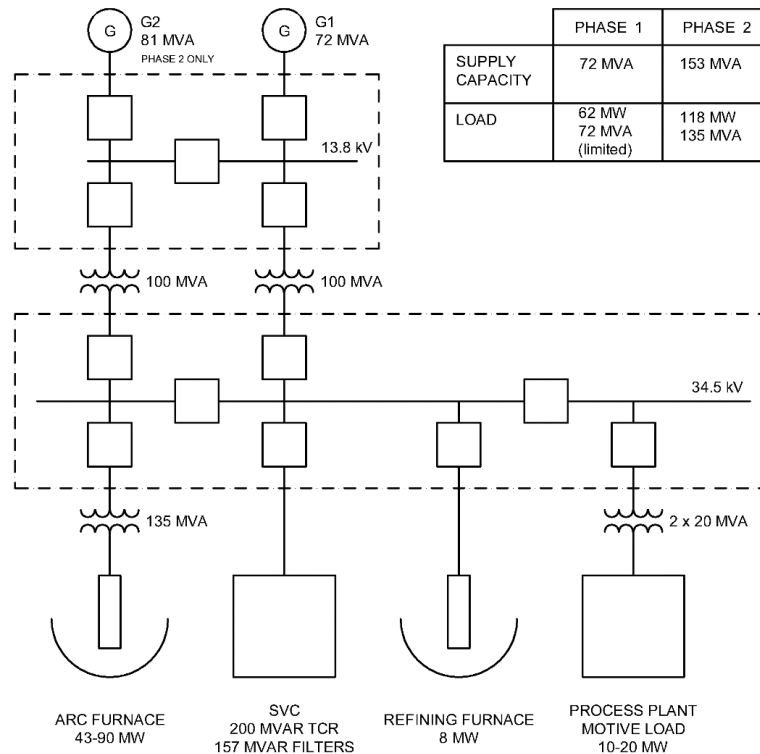 G
G2
81 MVA
PHASE 2 ONLY
G
G1
72 MVA
PHASE 1
PHASE 2
SUPPLY
CAPACITY
72 MVA
153 MVA
LOAD
62 MW
72 MVA
(limited)
118 MW
135 MVA
13.8 kV
100 MVA
100 MVA
34.5 kV
135 MVA
2 x 20 MVA
ARC FURNACE
43-90 MW
SVC
200 MVAR TCR
157 MVAR FILTERS
REFINING FURNACE
8 MW
PROCESS PLANT
MOTIVE LOAD
10-20 MW